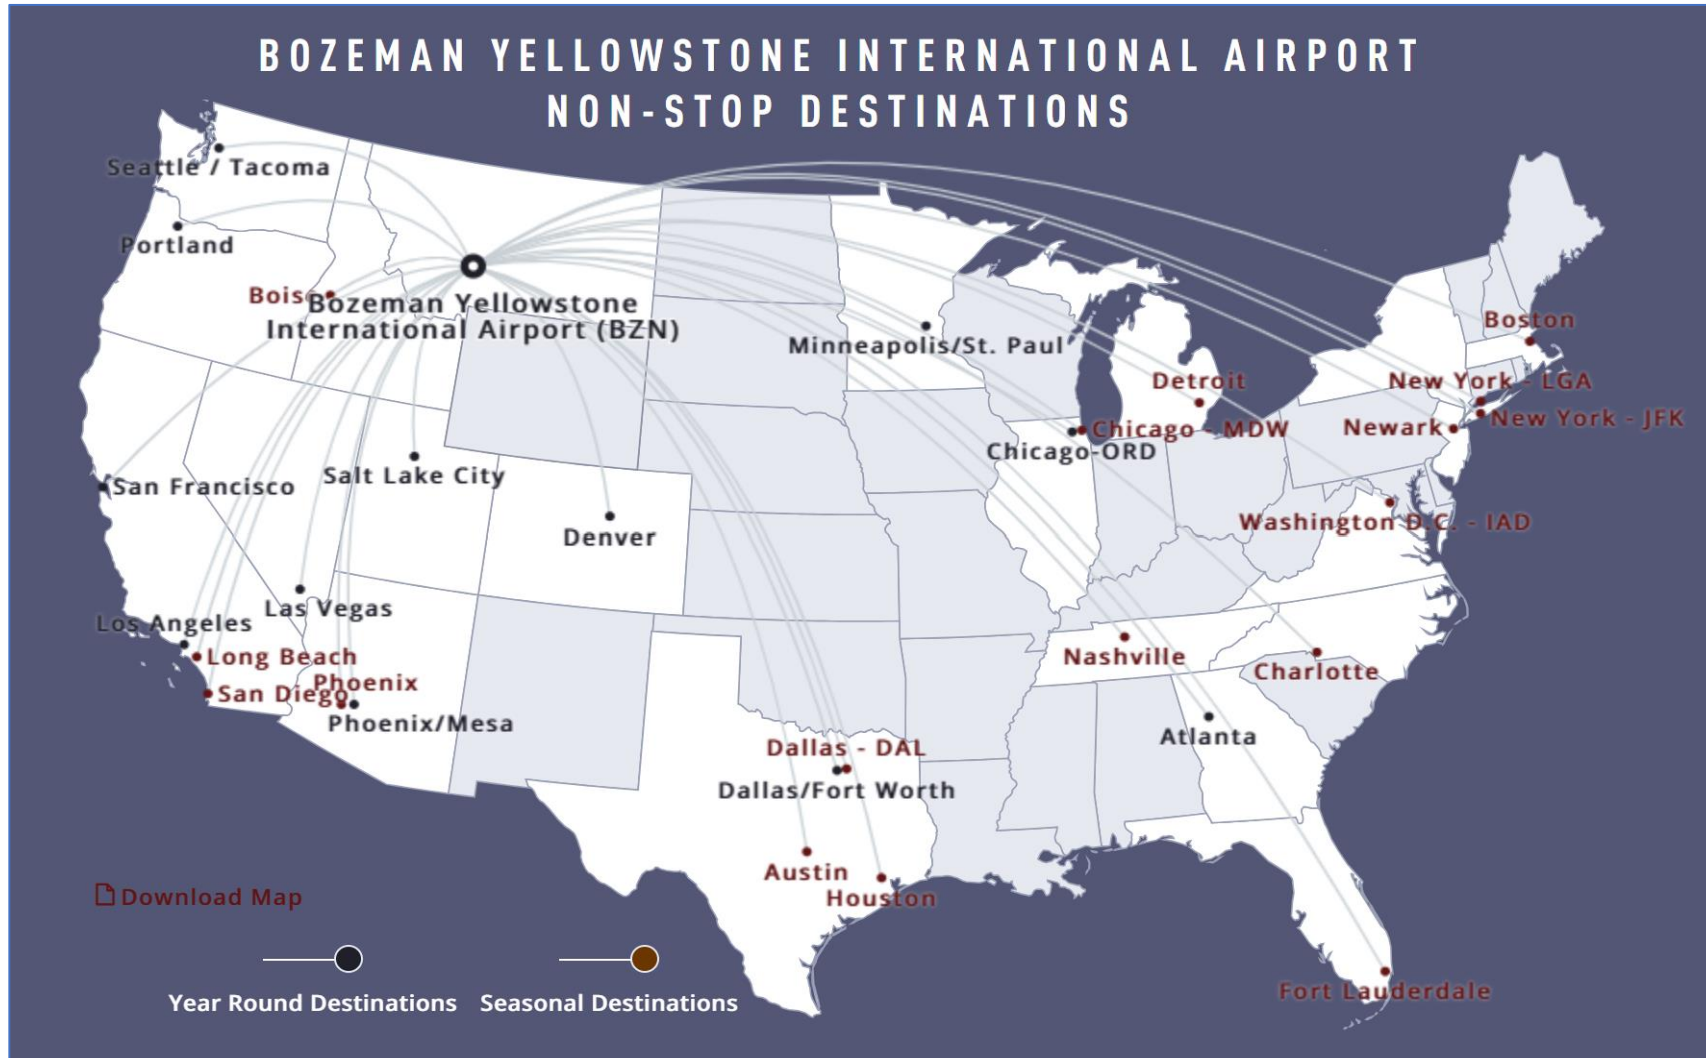 BOZEMAN YELLOWSTONE INTERNATIONAL AIRPORT
NON-STOP DESTINATIONS
Seattle / Tacoma
Portland
Boise
Bozeman Yellowstone
International Airport (BZN)
Minneapolis/St. Paul
Boston
Detroit
New York - LGA
New York - JFK
Newark
Chicago - MDW
Chicago-ORD
San Francisco
Salt Lake City
Denver
Washington D.C. - IAD
Las Vegas
Los Angeles
Long Beach
San Diego
Phoenix
Phoenix/Mesa
Nashville
Charlotte
Atlanta
Dallas - DAL
Dallas/Fort Worth
Austin
Houston
Fort Lauderdale
Download Map
Year Round Destinations
Seasonal Destinations